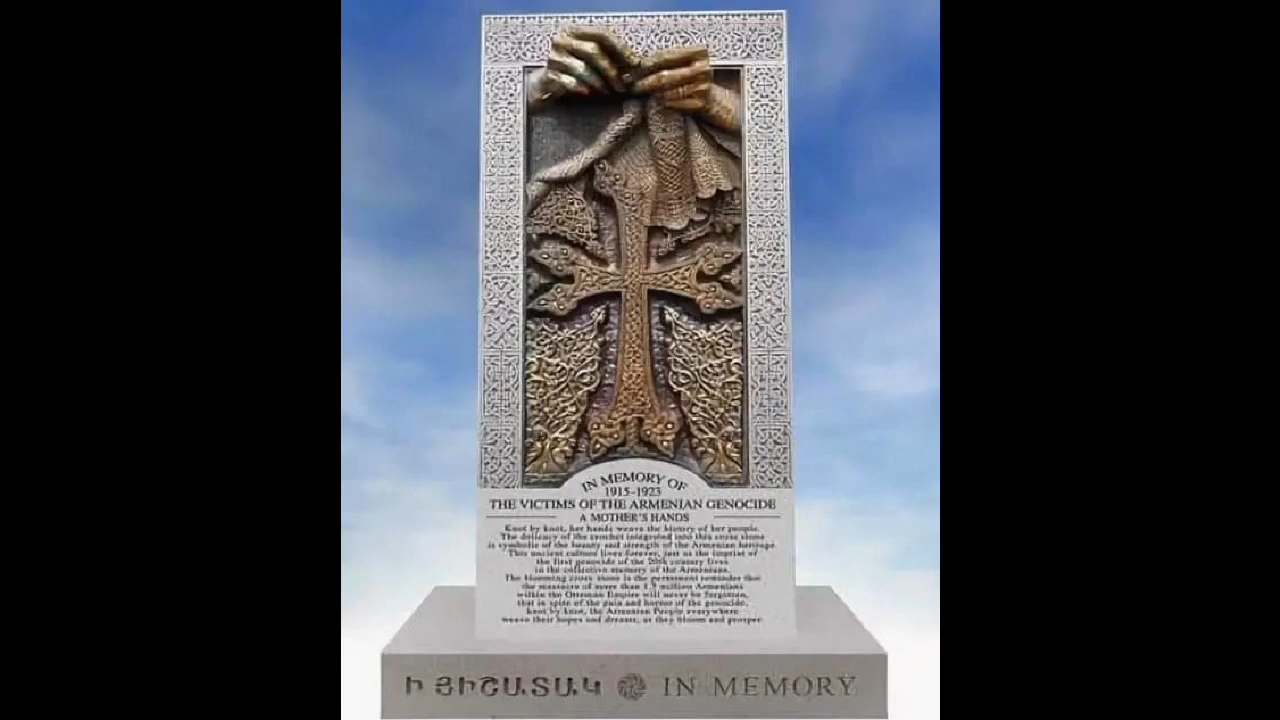 IN MEMORY OF
1915-1923
THE VICTIMS OF THE ARMENIAN GENOCIDE
A MOTHER'S HANDS
Knot by knot, her hands weave the history of her people.
The delicacy of the crochet integrated into this cross stone
is symbolic of the beauty and strength of the Armenian heritage.
This ancient culture lives forever, just as the imprint of
the first genocide of the 20th century lives
in the collective memory of the Armenians.
The blooming cross stone is the permanent reminder that
the massacre of more than 1.5 million Armenians
within the Ottoman Empire will never be forgotten,
that in spite of the pain and horror of the genocide,
knot by knot, the Armenian People everywhere
weave their hopes and dreams, as they bloom and prosper
Ի ՅԻՇԱՏԱԿ IN MEMORY